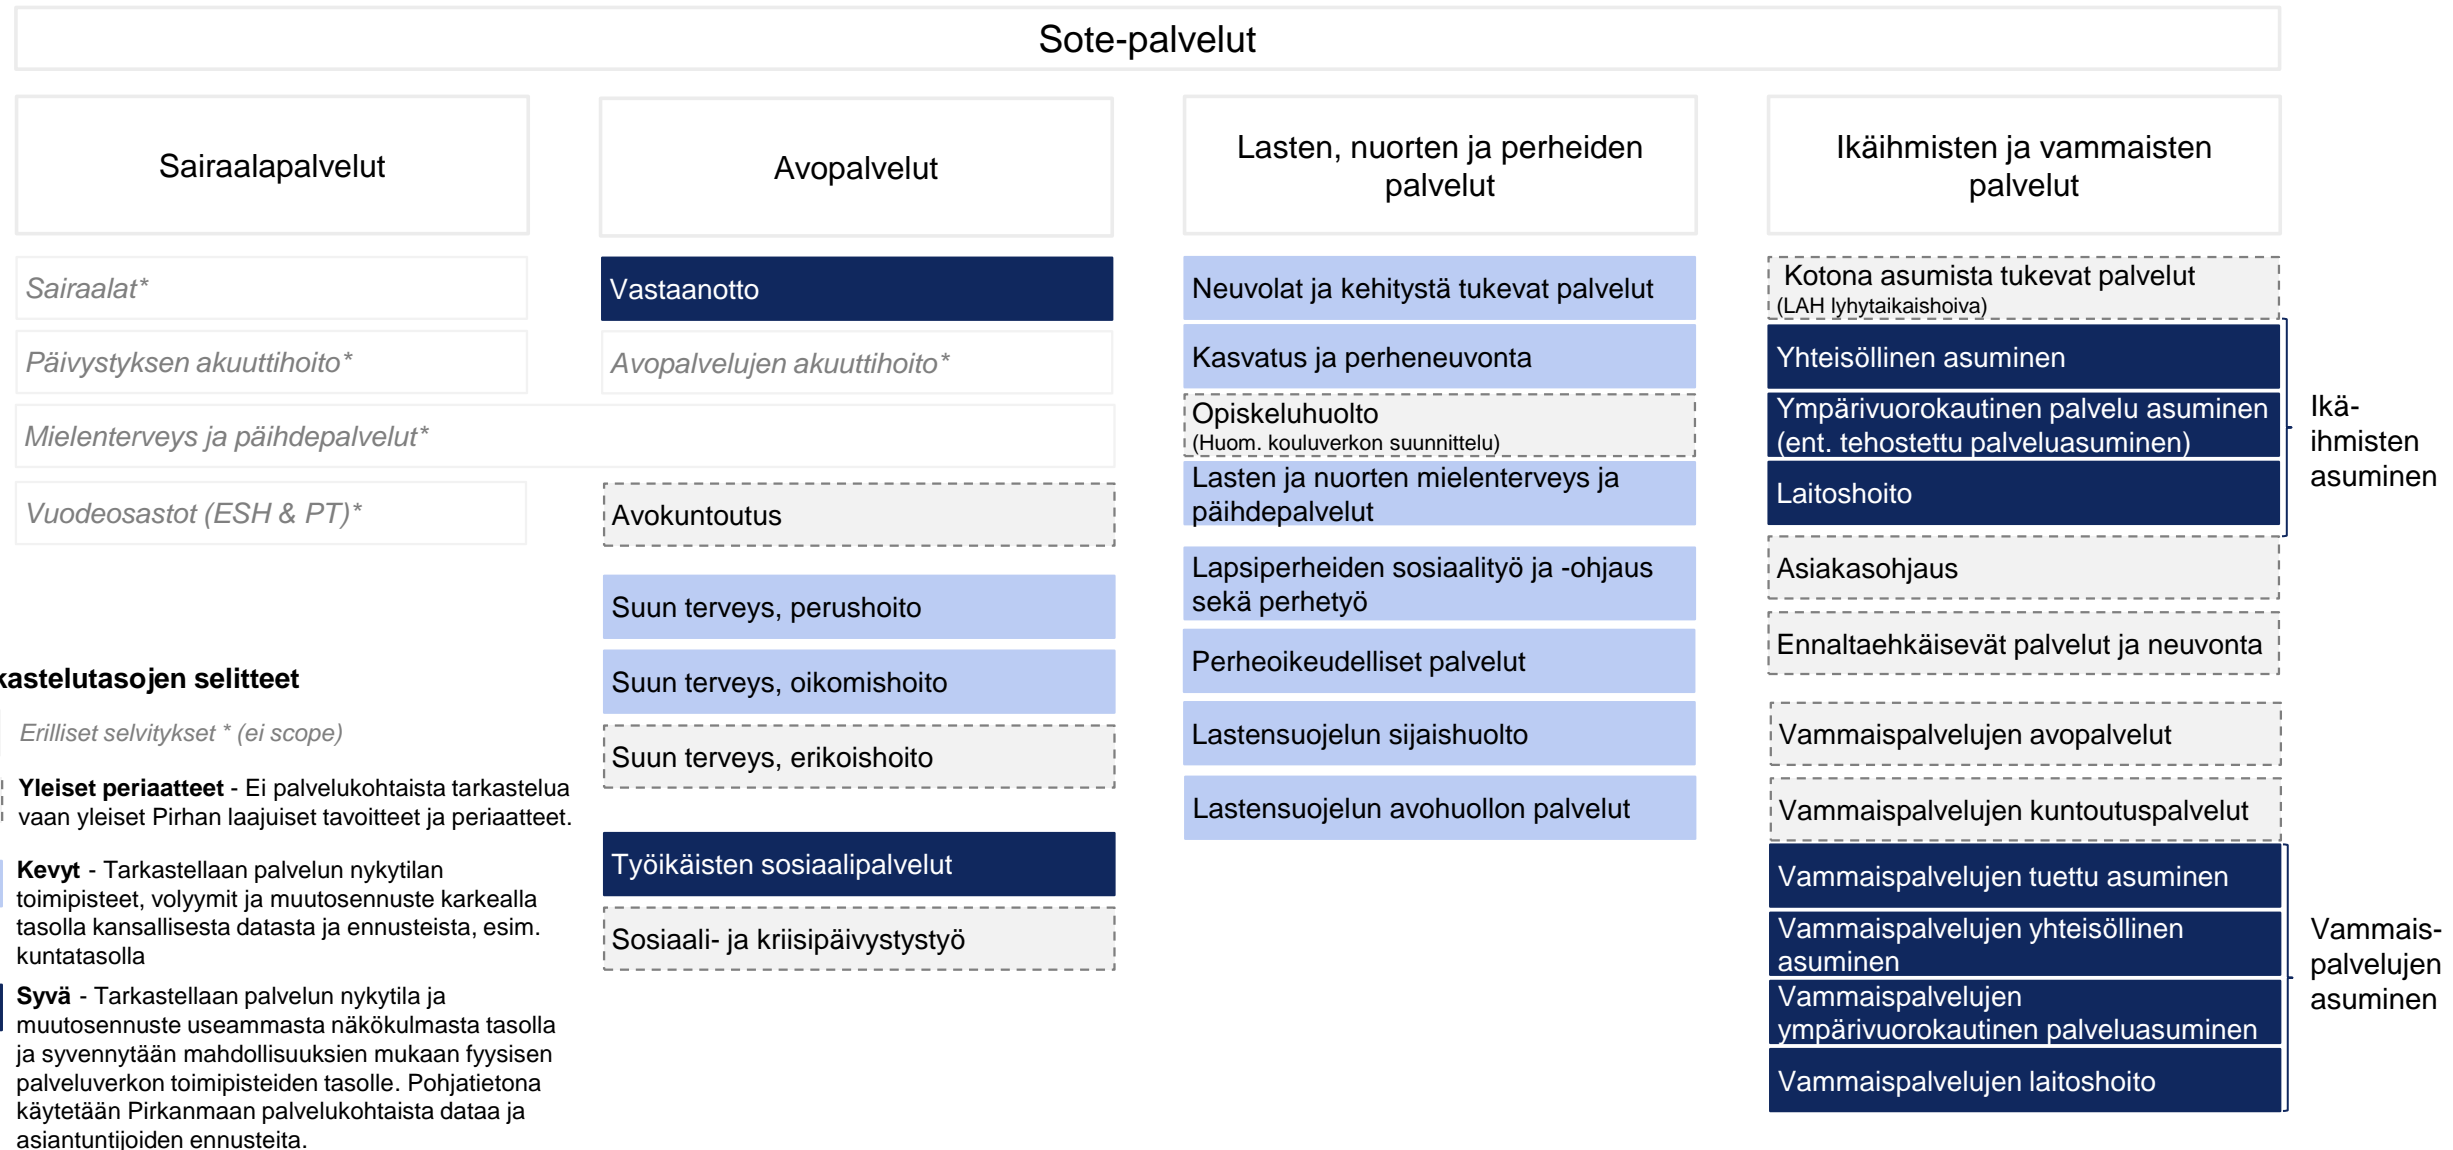 Sote-palvelut
Sairaalapalvelut
Sairaalat*
Päivystyksen akuuttihoito*
Mielenterveys ja päihdepalvelut*
Vuodeosastot (ESH & PT)*
Avopalvelut
Vastaanotto
Avopalvelujen akuuttihoito*
Avokuntoutus
Suun terveys, perushoito
Suun terveys, oikomishoito
Suun terveys, erikoishoito
Työikäisten sosiaalipalvelut
Sosiaali- ja kriisipäivystystyö
Lasten, nuorten ja perheiden
palvelut
Neuvolat ja kehitystä tukevat palvelut
Kasvatus ja perheneuvonta
Opiskeluhuolto
(Huom. kouluverkon suunnittelu)
Lasten ja nuorten mielenterveys ja
päihdepalvelut
Lapsiperheiden sosiaalityö ja -ohjaus
sekä perhetyö
Perheoikeudelliset palvelut
Lastensuojelun sijaishuolto
Lastensuojelun avohuollon palvelut
Ikäihmisten ja vammaisten
palvelut
Kotona asumista tukevat palvelut
(LAH lyhytaikaishoiva)
Yhteisöllinen asuminen
Ympärivuorokautinen palvelu asuminen
(ent. tehostettu palveluasuminen)
Laitoshoito
Ikä-
ihmisten
asuminen
Asiakasohjaus
Ennaltaehkäisevät palvelut ja neuvonta
Vammaispalvelujen avopalvelut
Vammaispalvelujen kuntoutuspalvelut
Vammaispalvelujen tuettu asuminen
Vammaispalvelujen yhteisöllinen
asuminen
Vammaispalvelujen
ympärivuorokautinen palveluasuminen
Vammaispalvelujen laitoshoito
Vammais-
palvelujen
asuminen
kastelutasojen selitteet
Erilliset selvitykset * (ei scope)
Yleiset periaatteet - Ei palvelukohtaista tarkastelua
vaan yleiset Pirhan laajuiset tavoitteet ja periaatteet.
Kevyt - Tarkastellaan palvelun nykytilan
toimipisteet, volyymit ja muutosennuste karkealla
tasolla kansallisesta datasta ja ennusteista, esim.
kuntatasolla
Syvä - Tarkastellaan palvelun nykytila ja
muutosennuste useammasta näkökulmasta tasolla
ja syvennytään mahdollisuuksien mukaan fyysisen
palveluverkon toimipisteiden tasolle. Pohjatietona
käytetään Pirkanmaan palvelukohtaista dataa ja
asiantuntijoiden ennusteita.